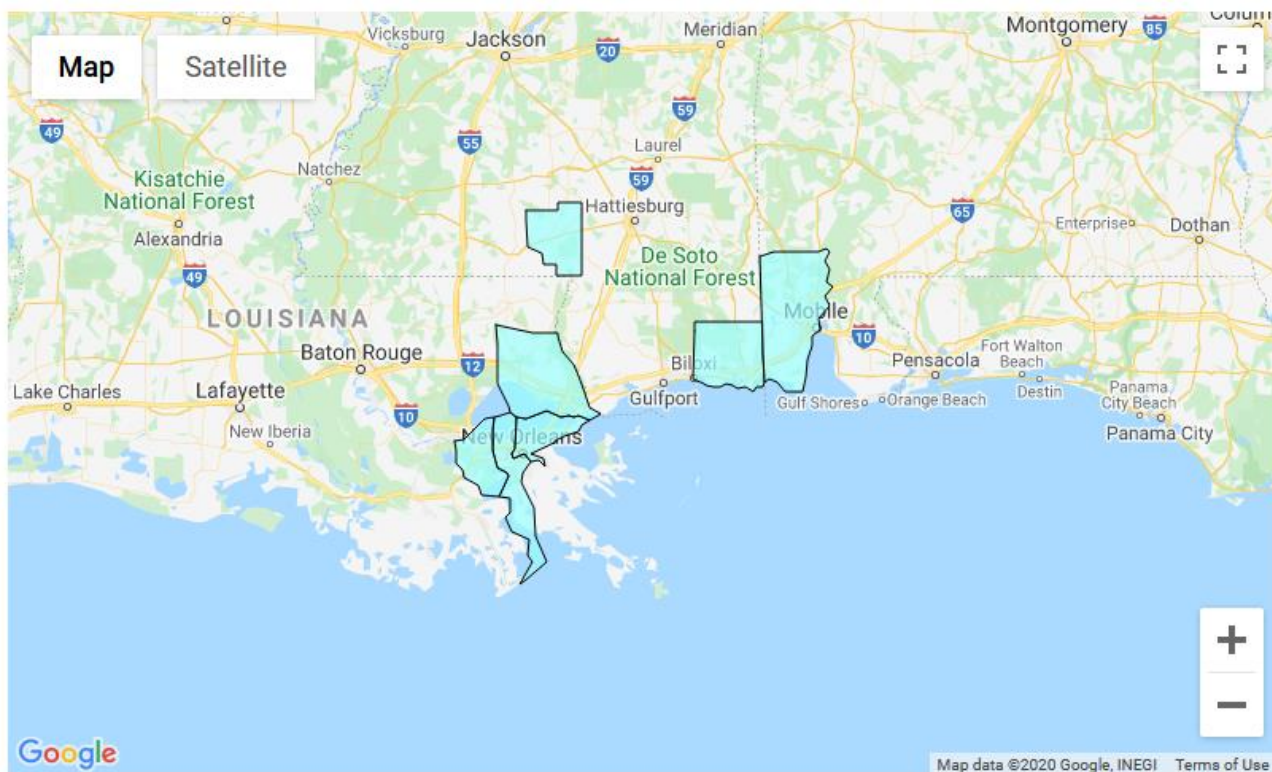 Vicksburg
Jackson
20
Meridian
Montgomery
85
Map
Satellite
49
55
59
Laurel
Natchez
59
Kisatchie
National Forest
Hattiesburg
65
Enterprise
Dothan
Alexandria
De Soto
National Forest
49
LOUISIANA
Mobile
Baton Rouge
12
10
Biloxi
Pensacola
Fort Walton
Beach
Destin
Lake Charles
Lafayette
10
Gulfport
Gulf Shores
Orange Beach
Panama
City Beach
New Iberia
New Orleans
Panama City
Google
Map data ©2020 Google, INEGI
Terms of Use